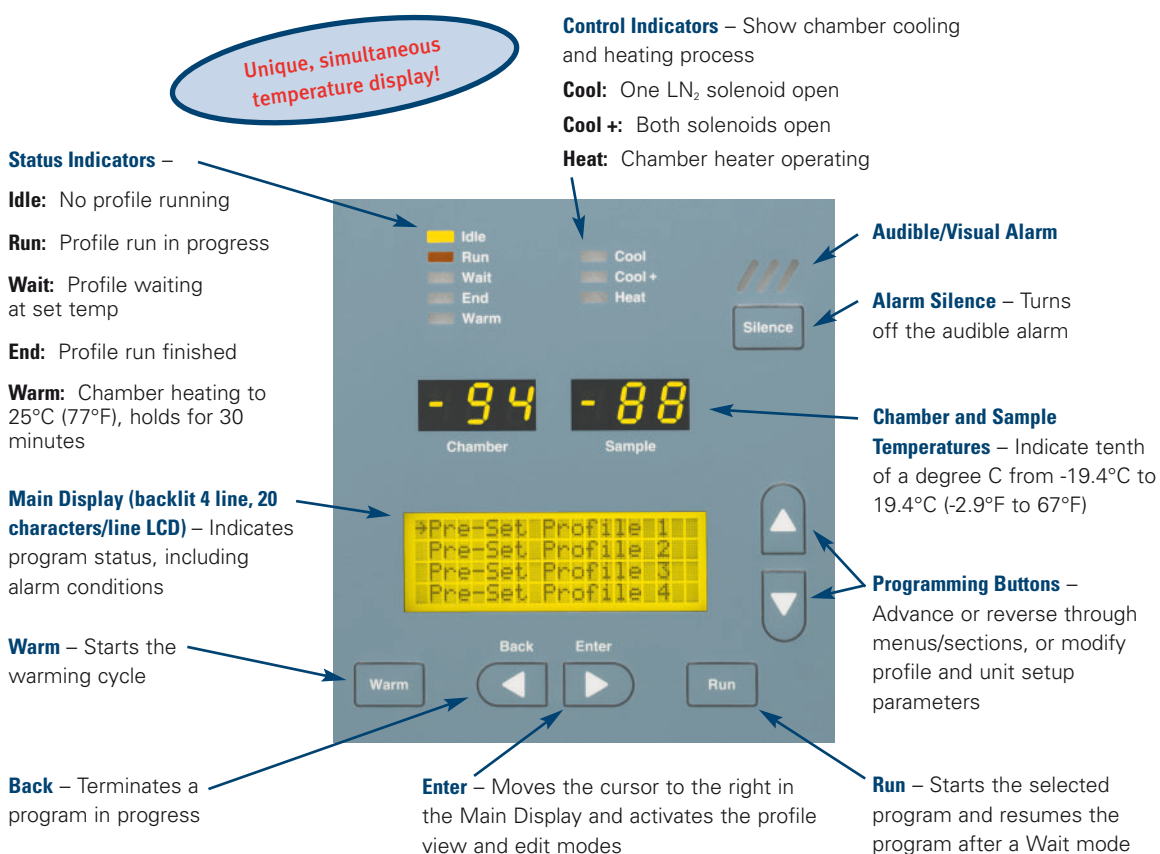 Unique, simultaneous
temperature display!
Control Indicators – Show chamber cooling
and heating process
Cool: One LN₂ solenoid open
Cool +: Both solenoids open
Heat: Chamber heater operating
Status Indicators –
Idle: No profile running
Run: Profile run in progress
Wait: Profile waiting
at set temp
End: Profile run finished
Warm: Chamber heating to
25°C (77°F), holds for 30
minutes
Main Display (backlit 4 line, 20
characters/line LCD) – Indicates
program status, including
alarm conditions
Warm – Starts the
warming cycle
Back – Terminates a
program in progress
Idle
Run
Wait
End
Warm
Cool
Cool +
Heat
Silence
- 94
Chamber
- 88
Sample
→Pre-Set Profile 1
Pre-Set Profile 2
Pre-Set Profile 3
Pre-Set Profile 4
Back
Enter
Warm
Run
Audible/Visual Alarm
Alarm Silence – Turns
off the audible alarm
Chamber and Sample
Temperatures – Indicate tenth
of a degree C from -19.4°C to
19.4°C (-2.9°F to 67°F)
Programming Buttons –
Advance or reverse through
menus/sections, or modify
profile and unit setup
parameters
Enter – Moves the cursor to the right in
the Main Display and activates the profile
view and edit modes
Run – Starts the selected
program and resumes the
program after a Wait mode